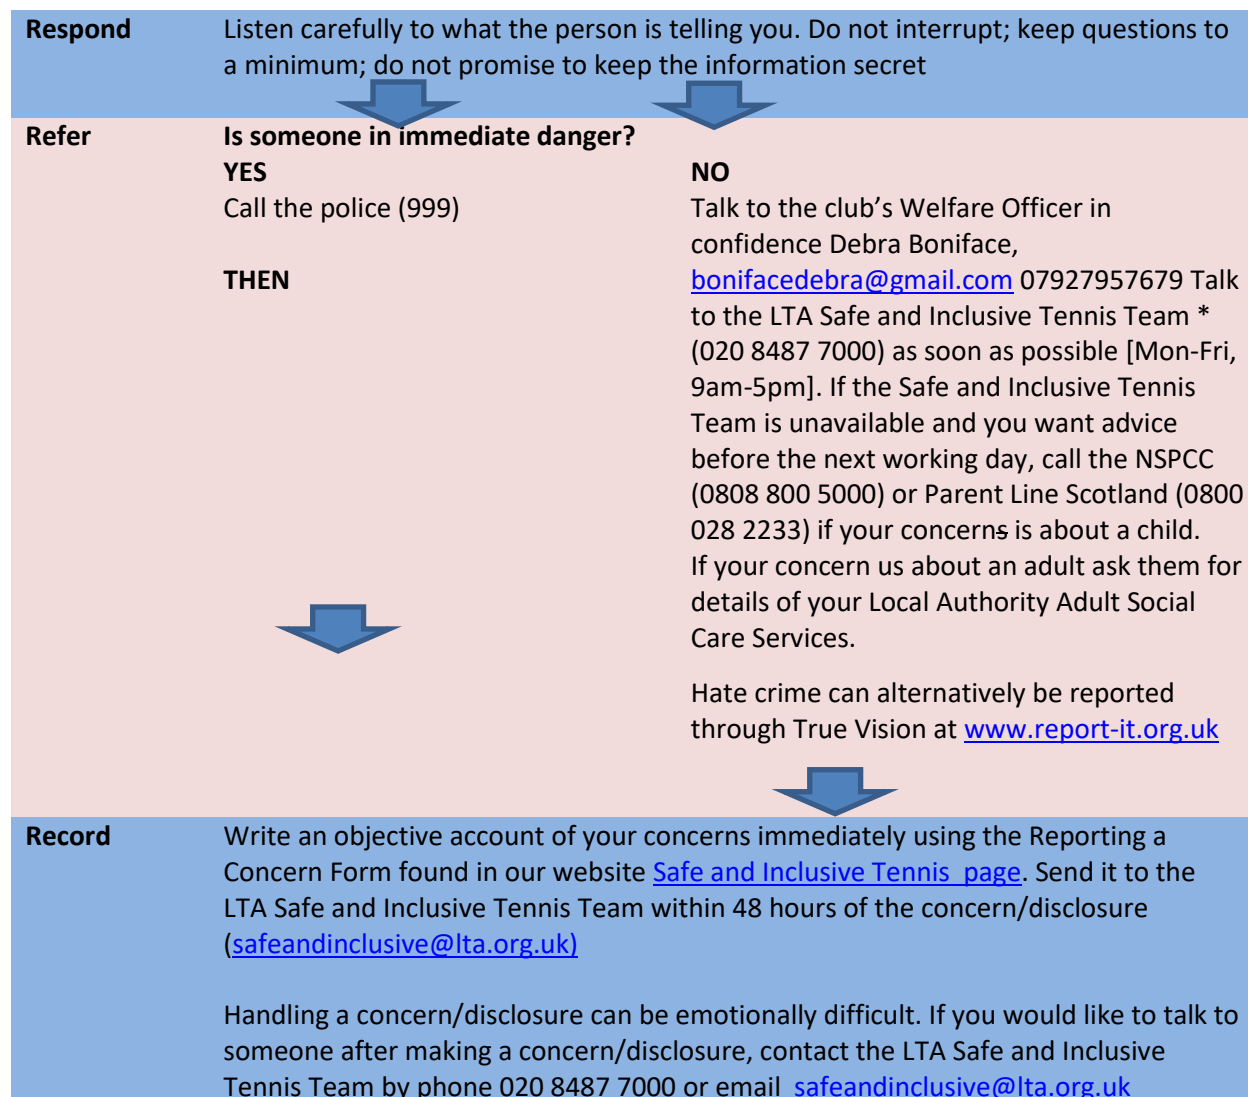 Respond
Listen carefully to what the person is telling you. Do not interrupt; keep questions to
a minimum; do not promise to keep the information secret
Refer
Is someone in immediate danger?
YES
Call the police (999)
THEN
NO
Talk to the club's Welfare Officer in
confidence Debra Boniface,
bonifacedebra@gmail.com 07927957679 Talk
to the LTA Safe and Inclusive Tennis Team *
(020 8487 7000) as soon as possible [Mon-Fri,
9am-5pm]. If the Safe and Inclusive Tennis
Team is unavailable and you want advice
before the next working day, call the NSPCC
(0808 800 5000) or Parent Line Scotland (0800
028 2233) if your concerns is about a child.
If your concern us about an adult ask them for
details of your Local Authority Adult Social
Care Services.
Hate crime can alternatively be reported
through True Vision at www.report-it.org.uk
Record
Write an objective account of your concerns immediately using the Reporting a
Concern Form found in our website Safe and Inclusive Tennis  page. Send it to the
LTA Safe and Inclusive Tennis Team within 48 hours of the concern/disclosure
(safeandinclusive@lta.org.uk)
Handling a concern/disclosure can be emotionally difficult. If you would like to talk to
someone after making a concern/disclosure, contact the LTA Safe and Inclusive
Tennis Team by phone 020 8487 7000 or email  safeandinclusive@lta.org.uk